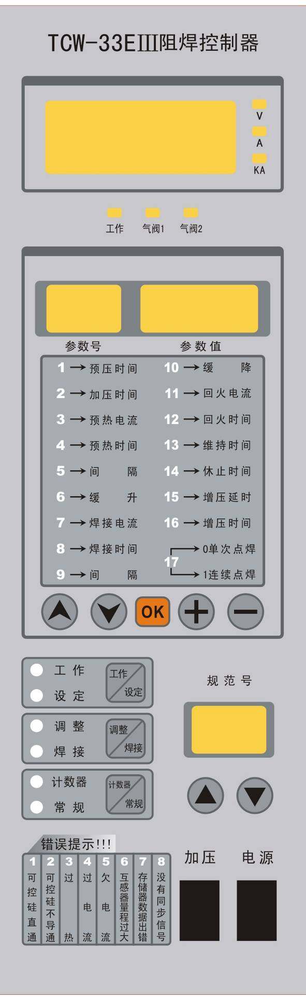 TCW-33EⅢ阻焊控制器
V
A
KA
工作 气阀1 气阀2
参数号 参数值
1→预压时间 10→缓 降
2→加压时间 11→回火电流
3→预热电流 12→回火时间
4→预热时间 13→维持时间
5→间 隔 14→休止时间
6→缓 升 15→增压延时
7→焊接电流 16→增压时间
8→焊接时间 17→0单次点焊
9→间 隔 →1连续点焊
OK
工作
设定
工作
设定
规范号
调整
焊接
调整
焊接
计数器
常规
计数器
常规
错误提示!!!
1 可控硅直通
2 可控硅不导通
3 过热
4 过电流
5 欠电流
6 互感器量程过大
7 存储器数据出错
8 没有同步信号
加压 电源